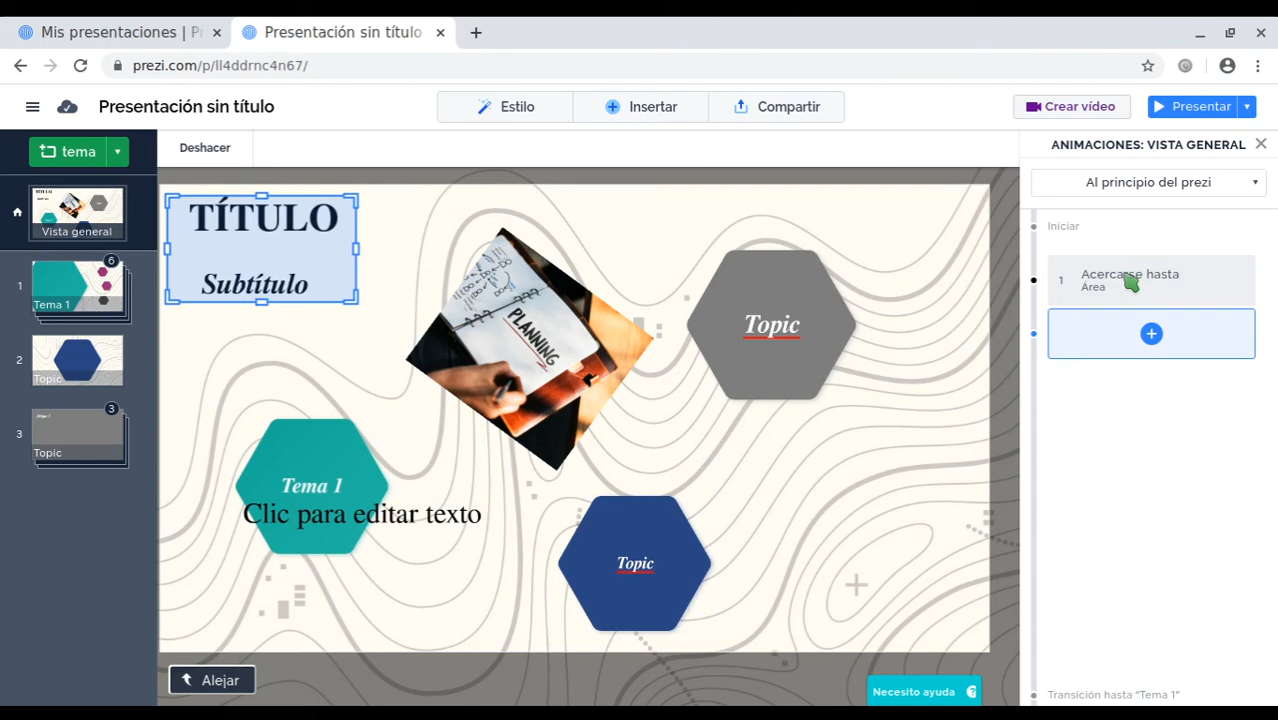 Mis presentaciones | P
Presentación sin título
prezi.com/p/ll4ddrnc4n67/
Presentación sin título
Estilo
Insertar
Compartir
Crear vídeo
Presentar
tema
Deshacer
ANIMACIONES: VISTA GENERAL
Al principio del prezi
Iniciar
1
Acercarse hasta
Área
Transición hasta "Tema 1"
Vista general
6
1
Tema 1
2
Topic
3
3
Topic
TÍTULO
Subtítulo
PLANNING
Topic
Tema 1
Clic para editar texto
Topic
Alejar
Necesito ayuda